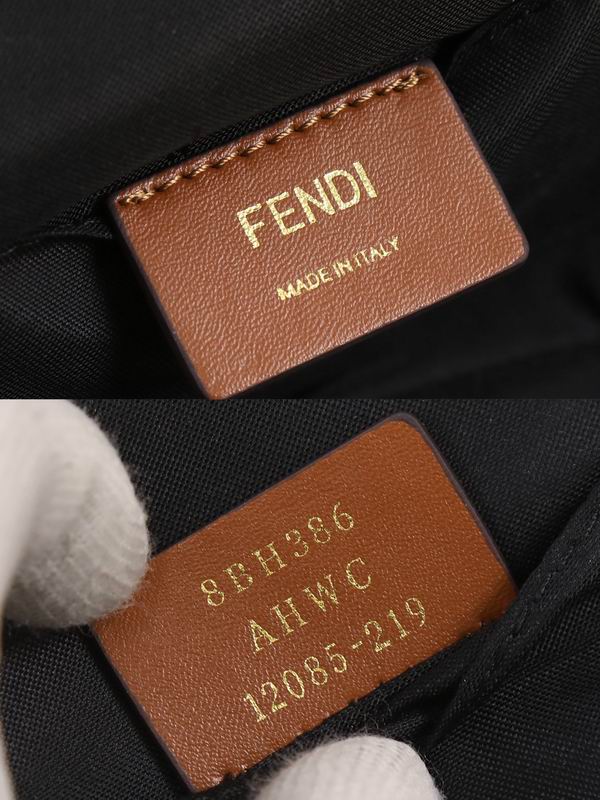 FENDI
MADE IN ITALY
8BH386
AHWC
12085-219